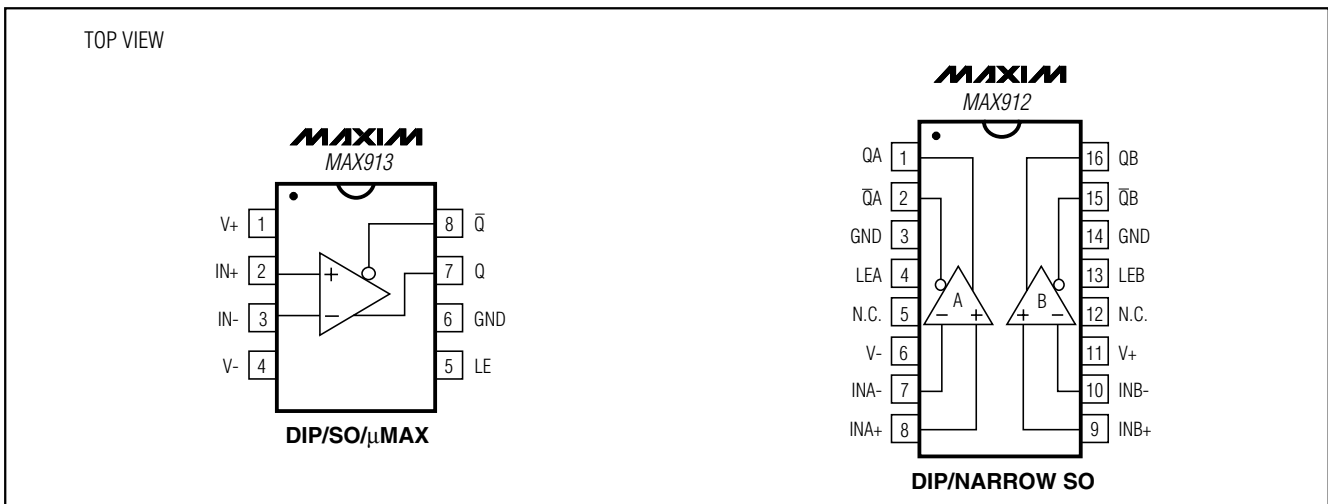 TOP VIEW
MAXIM
MAX913
V+ 1
IN+ 2
IN- 3
V- 4
8 Q̅
7 Q
6 GND
5 LE
+
−
DIP/SO/μMAX
MAXIM
MAX912
QA 1
Q̅A 2
GND 3
LEA 4
N.C. 5
V- 6
INA- 7
INA+ 8
16 QB
15 Q̅B
14 GND
13 LEB
12 N.C.
11 V+
10 INB-
9 INB+
A
− +
B
+ −
DIP/NARROW SO